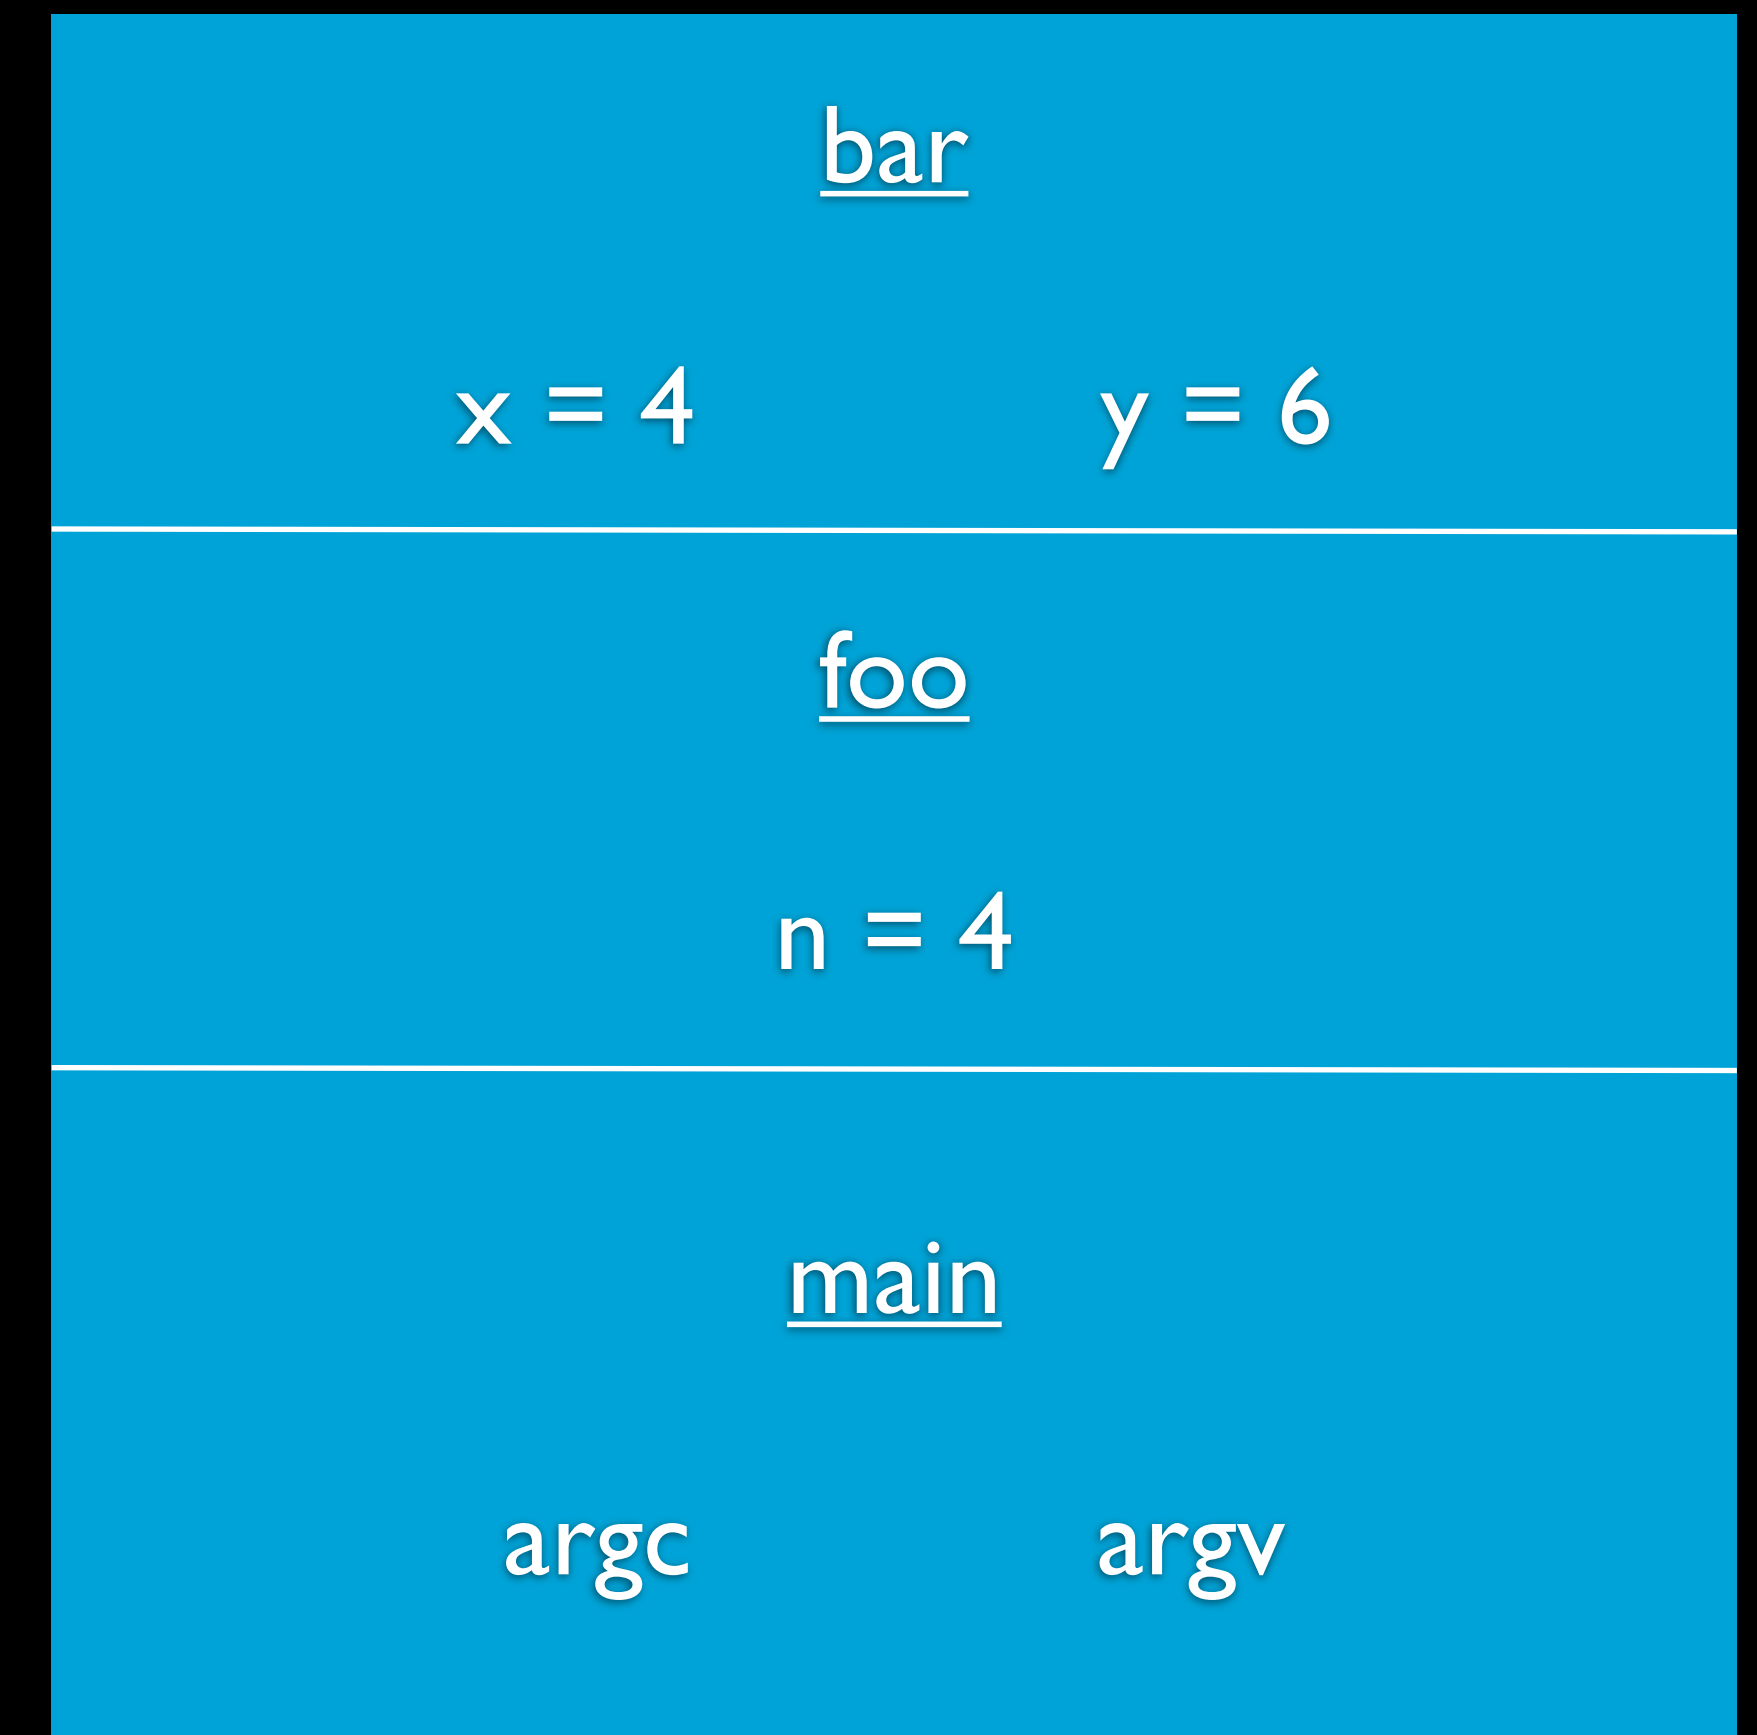 bar
x = 4 y = 6
foo
n = 4
main
argc argv